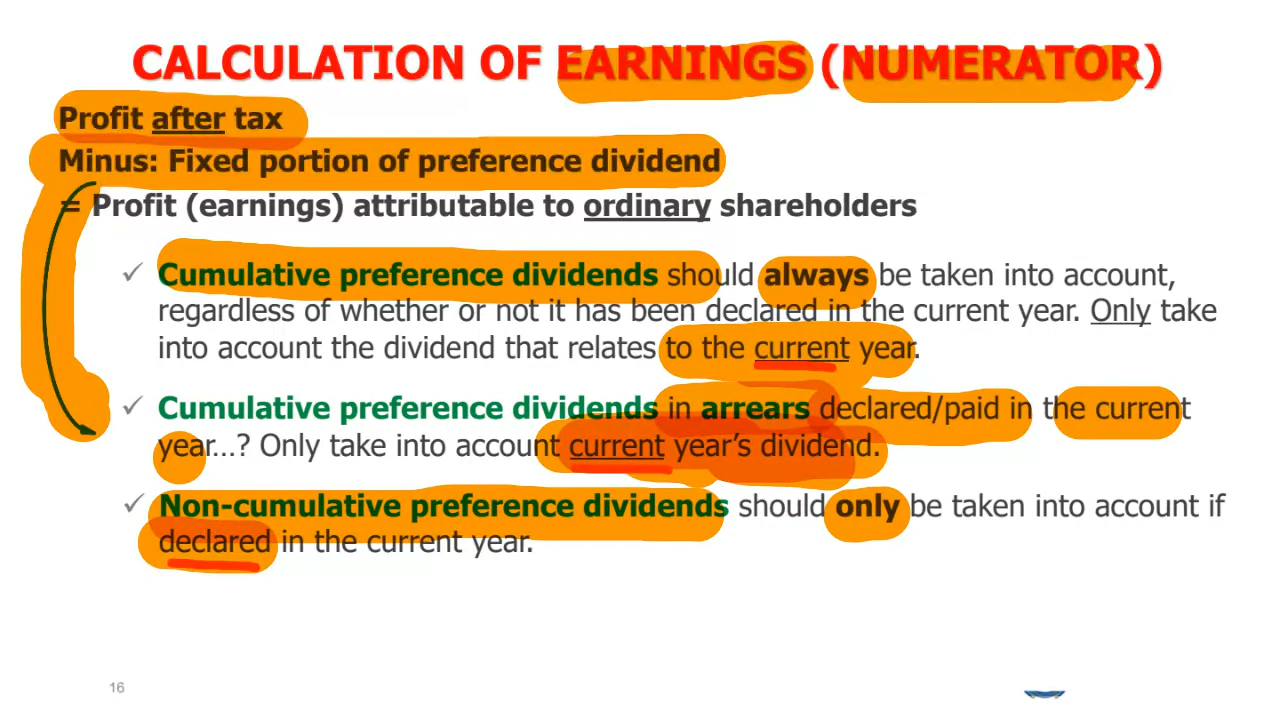 CALCULATION OF EARNINGS (NUMERATOR)
Profit after tax
Minus: Fixed portion of preference dividend
= Profit (earnings) attributable to ordinary shareholders
✓ Cumulative preference dividends should always be taken into account,
regardless of whether or not it has been declared in the current year. Only take
into account the dividend that relates to the current year.
✓ Cumulative preference dividends in arrears declared/paid in the current
year…? Only take into account current year's dividend.
✓ Non-cumulative preference dividends should only be taken into account if
declared in the current year.
16